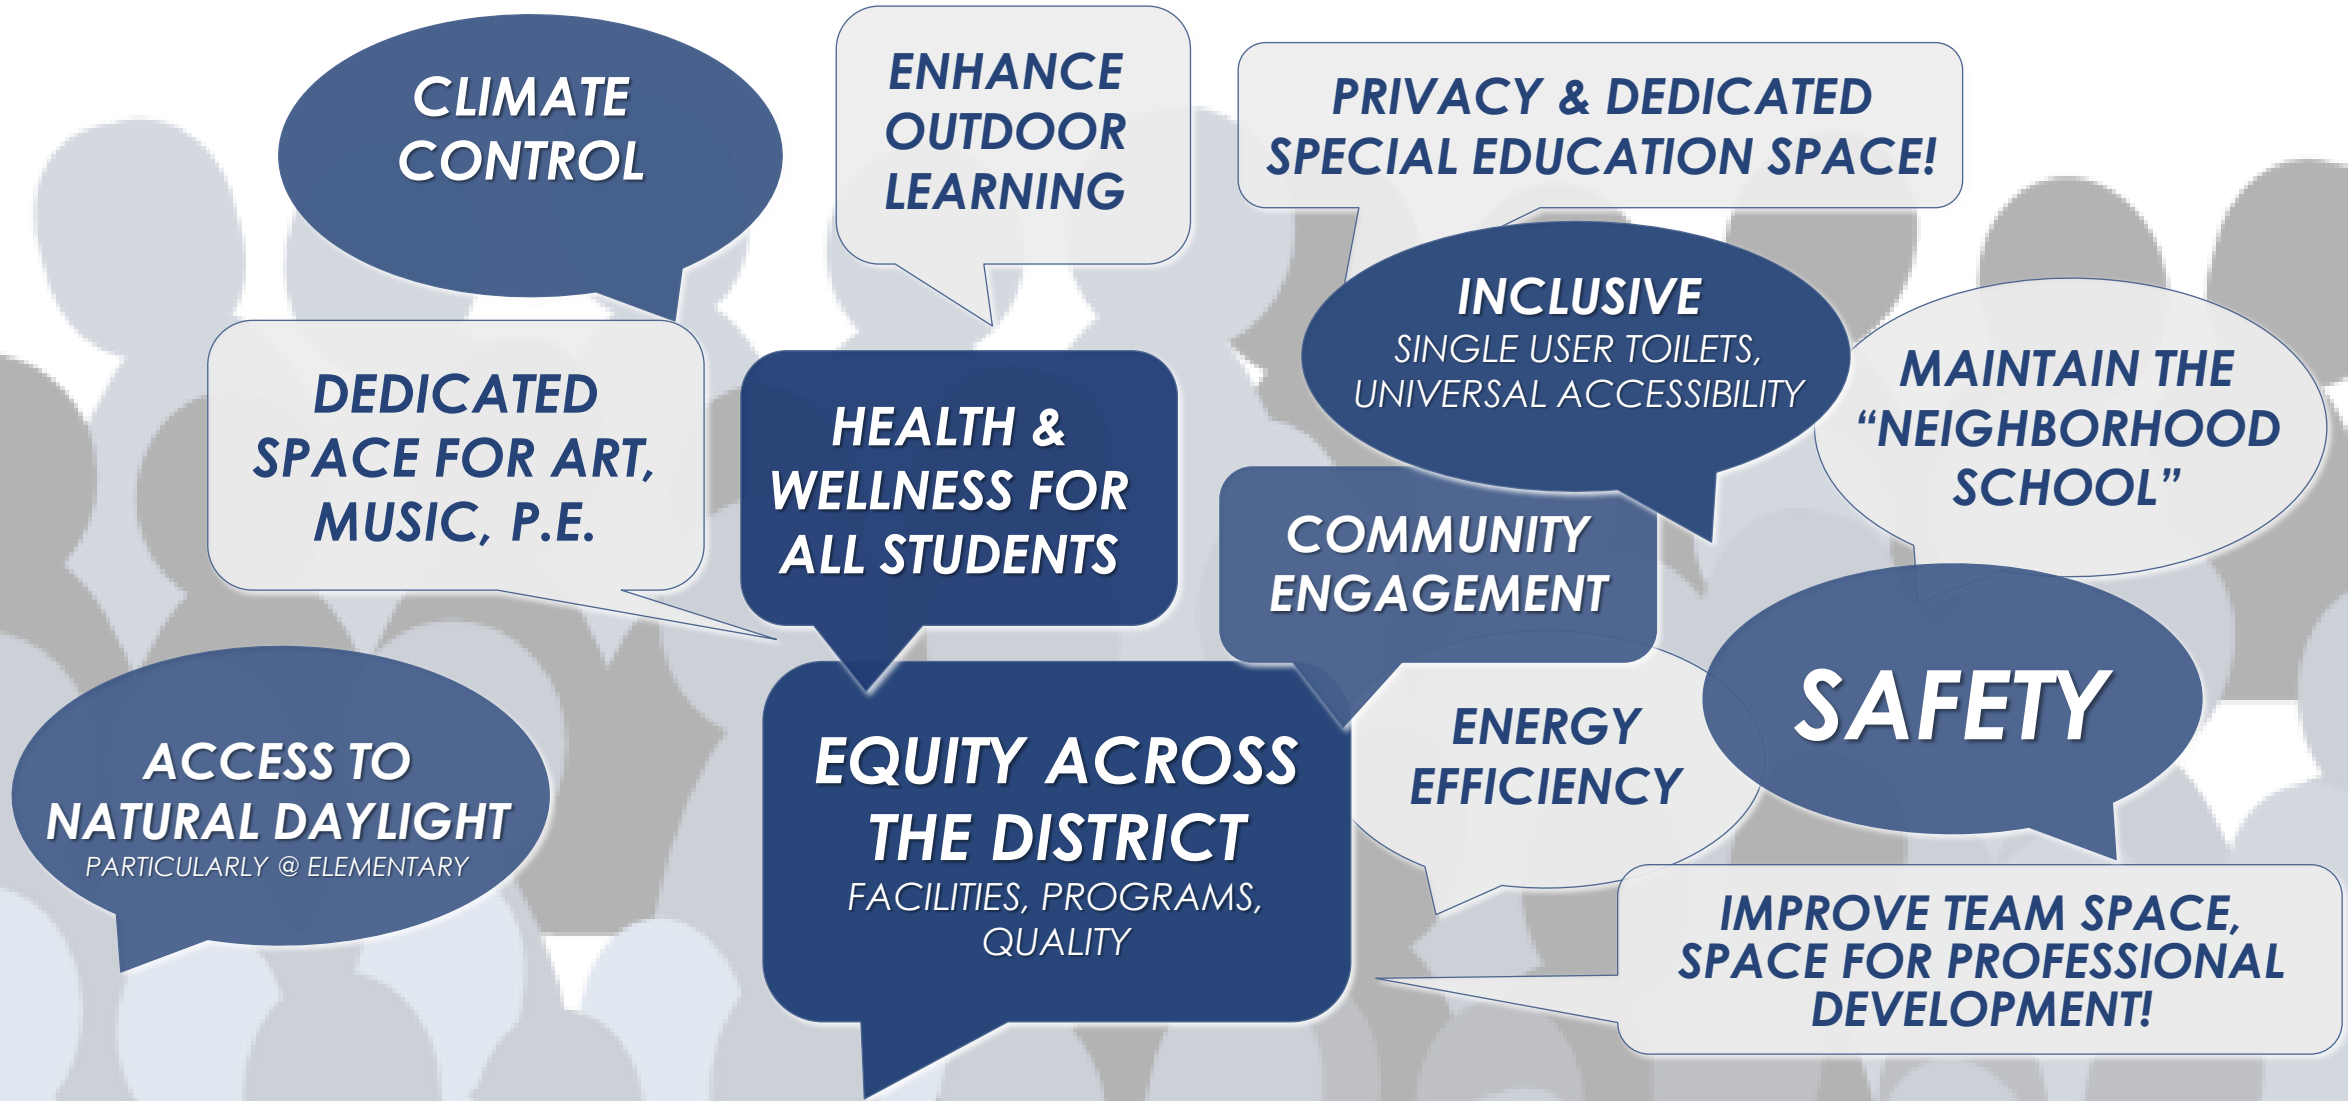 CLIMATE
CONTROL
ENHANCE
OUTDOOR
LEARNING
PRIVACY & DEDICATED
SPECIAL EDUCATION SPACE!
INCLUSIVE
SINGLE USER TOILETS,
UNIVERSAL ACCESSIBILITY
MAINTAIN THE
“NEIGHBORHOOD
SCHOOL”
DEDICATED
SPACE FOR ART,
MUSIC, P.E.
HEALTH &
WELLNESS FOR
ALL STUDENTS
COMMUNITY
ENGAGEMENT
SAFETY
ENERGY
EFFICIENCY
ACCESS TO
NATURAL DAYLIGHT
PARTICULARLY @ ELEMENTARY
EQUITY ACROSS
THE DISTRICT
FACILITIES, PROGRAMS,
QUALITY
IMPROVE TEAM SPACE,
SPACE FOR PROFESSIONAL
DEVELOPMENT!